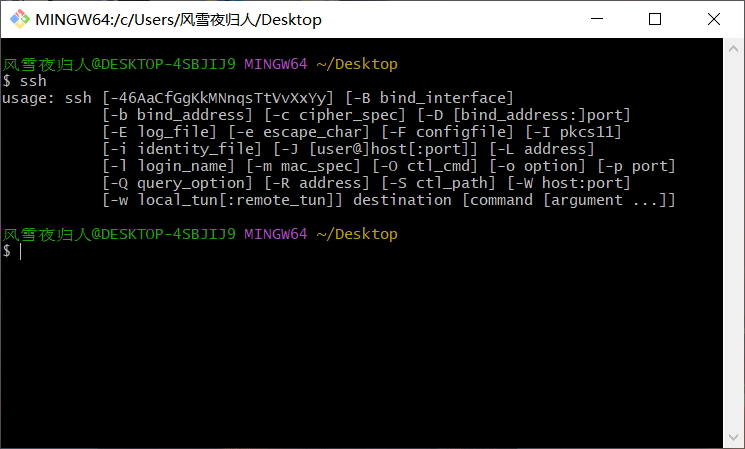 MINGW64:/c/Users/风雪夜归人/Desktop
风雪夜归人@DESKTOP-4SBJIJ9 MINGW64 ~/Desktop
$ ssh
usage: ssh [-46AaCfGgKkMNnqsTtVvXxYy] [-B bind_interface]
           [-b bind_address] [-c cipher_spec] [-D [bind_address:]port]
           [-E log_file] [-e escape_char] [-F configfile] [-I pkcs11]
           [-i identity_file] [-J [user@]host[:port]] [-L address]
           [-l login_name] [-m mac_spec] [-O ctl_cmd] [-o option] [-p port]
           [-Q query_option] [-R address] [-S ctl_path] [-W host:port]
           [-w local_tun[:remote_tun]] destination [command [argument ...]]
风雪夜归人@DESKTOP-4SBJIJ9 MINGW64 ~/Desktop
$